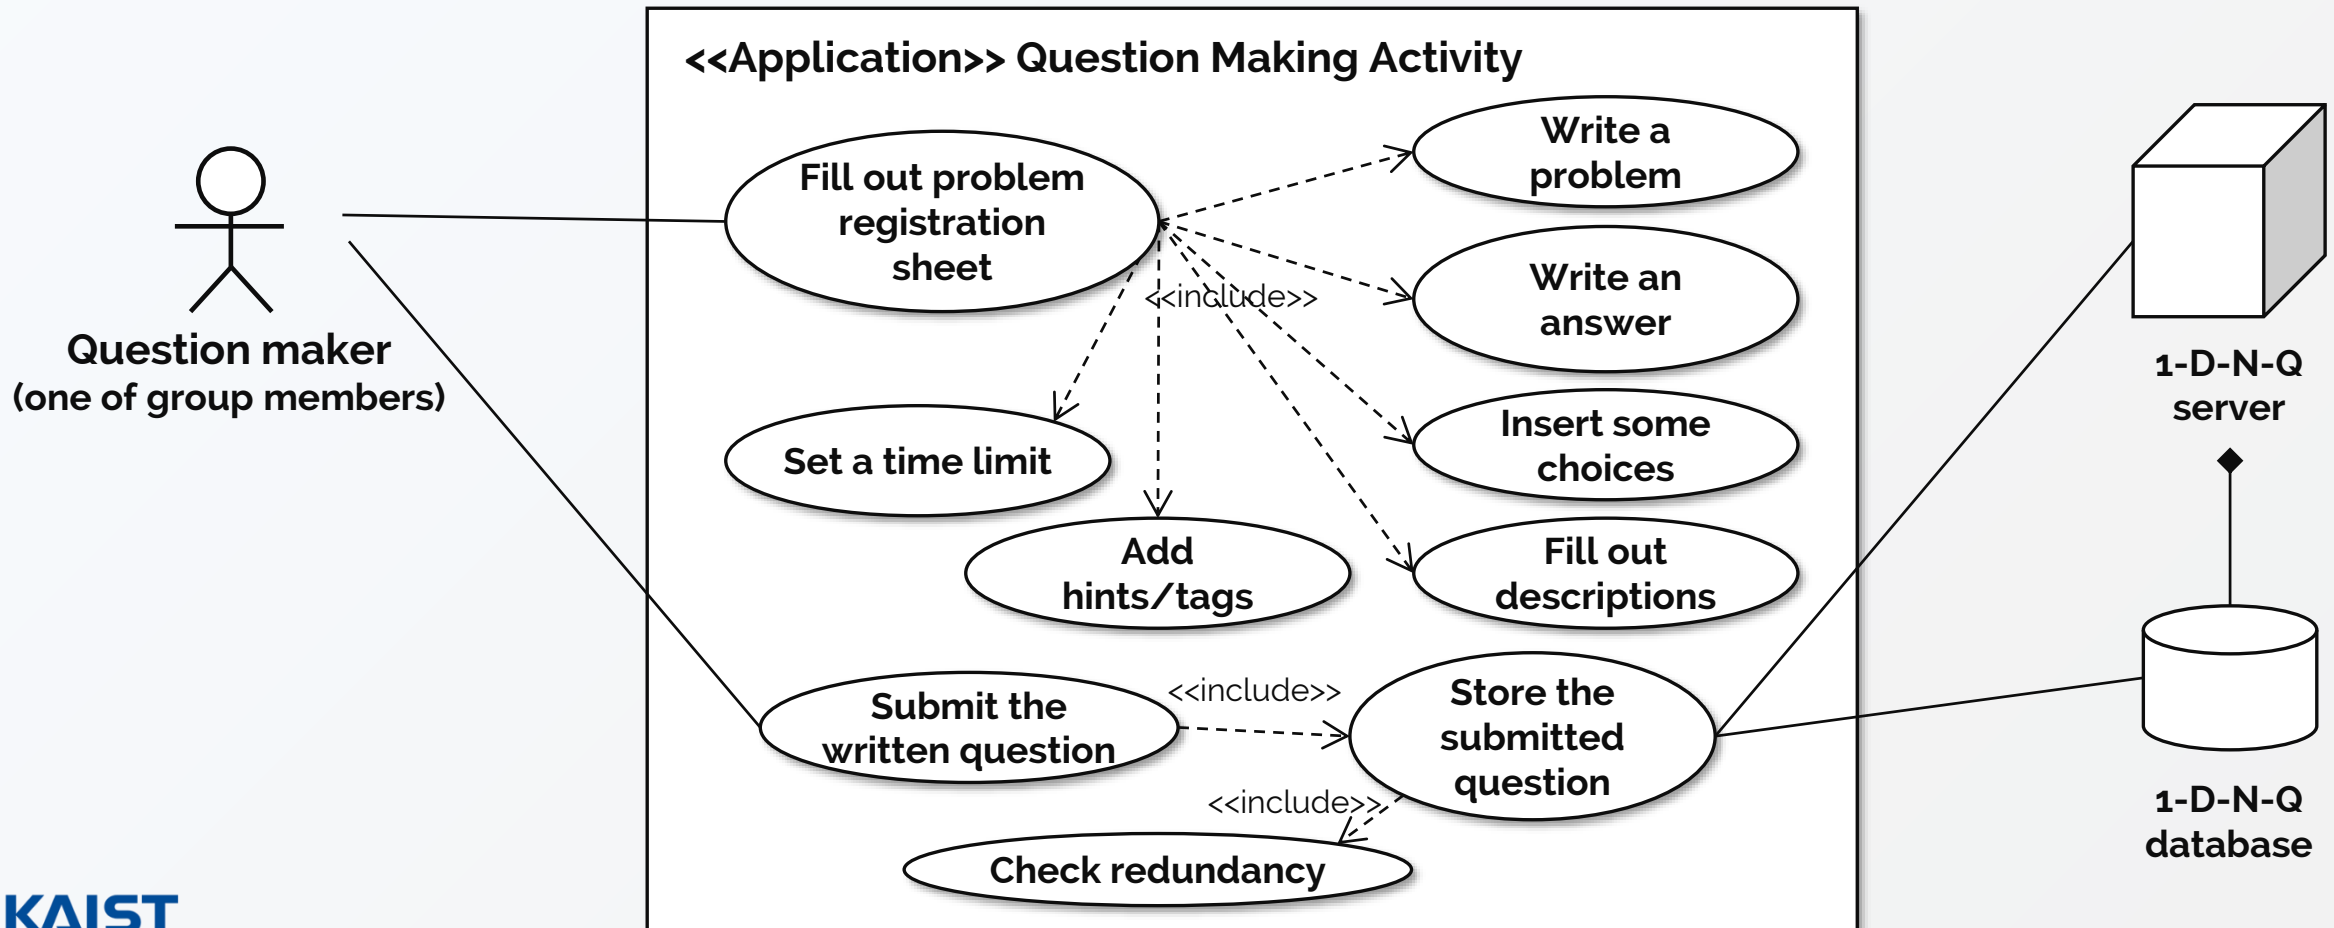 <<Application>> Question Making Activity
Fill out problem
registration
sheet
Write a
problem
Write an
answer
<<include>>
Insert some
choices
Set a time limit
Add
hints/tags
Fill out
descriptions
Question maker
(one of group members)
Submit the
written question
<<include>>
Store the
submitted
question
<<include>>
Check redundancy
1-D-N-Q
server
1-D-N-Q
database
KAIST